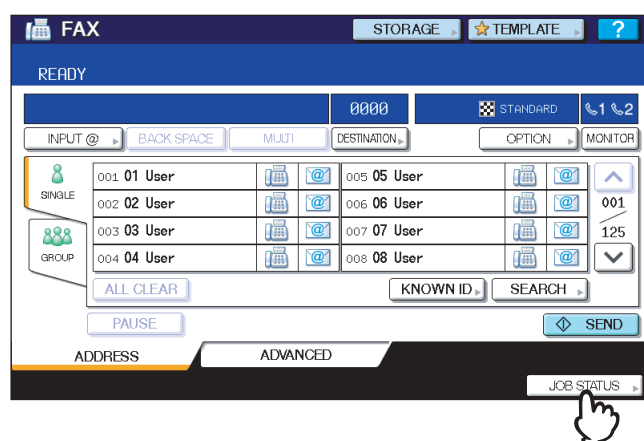 FAX STORAGE TEMPLATE ?
READY
0000 STANDARD 1 2
INPUT @ BACK SPACE MULTI DESTINATION OPTION MONITOR
SINGLE
GROUP
001 01 User @ 005 05 User @
002 02 User @ 006 06 User @
003 03 User @ 007 07 User @
004 04 User @ 008 08 User @
001
125
ALL CLEAR KNOWN ID SEARCH
PAUSE SEND
ADDRESS ADVANCED
JOB STATUS